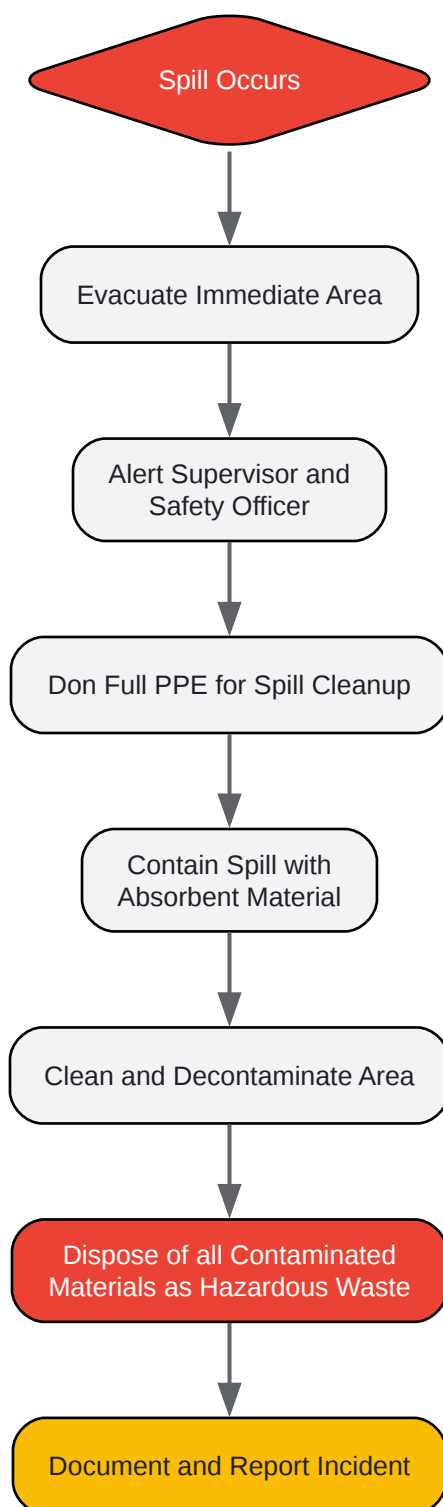 Spill Occurs
Evacuate Immediate Area
Alert Supervisor and
Safety Officer
Don Full PPE for Spill Cleanup
Contain Spill with
Absorbent Material
Clean and Decontaminate Area
Dispose of all Contaminated
Materials as Hazardous Waste
Document and Report Incident